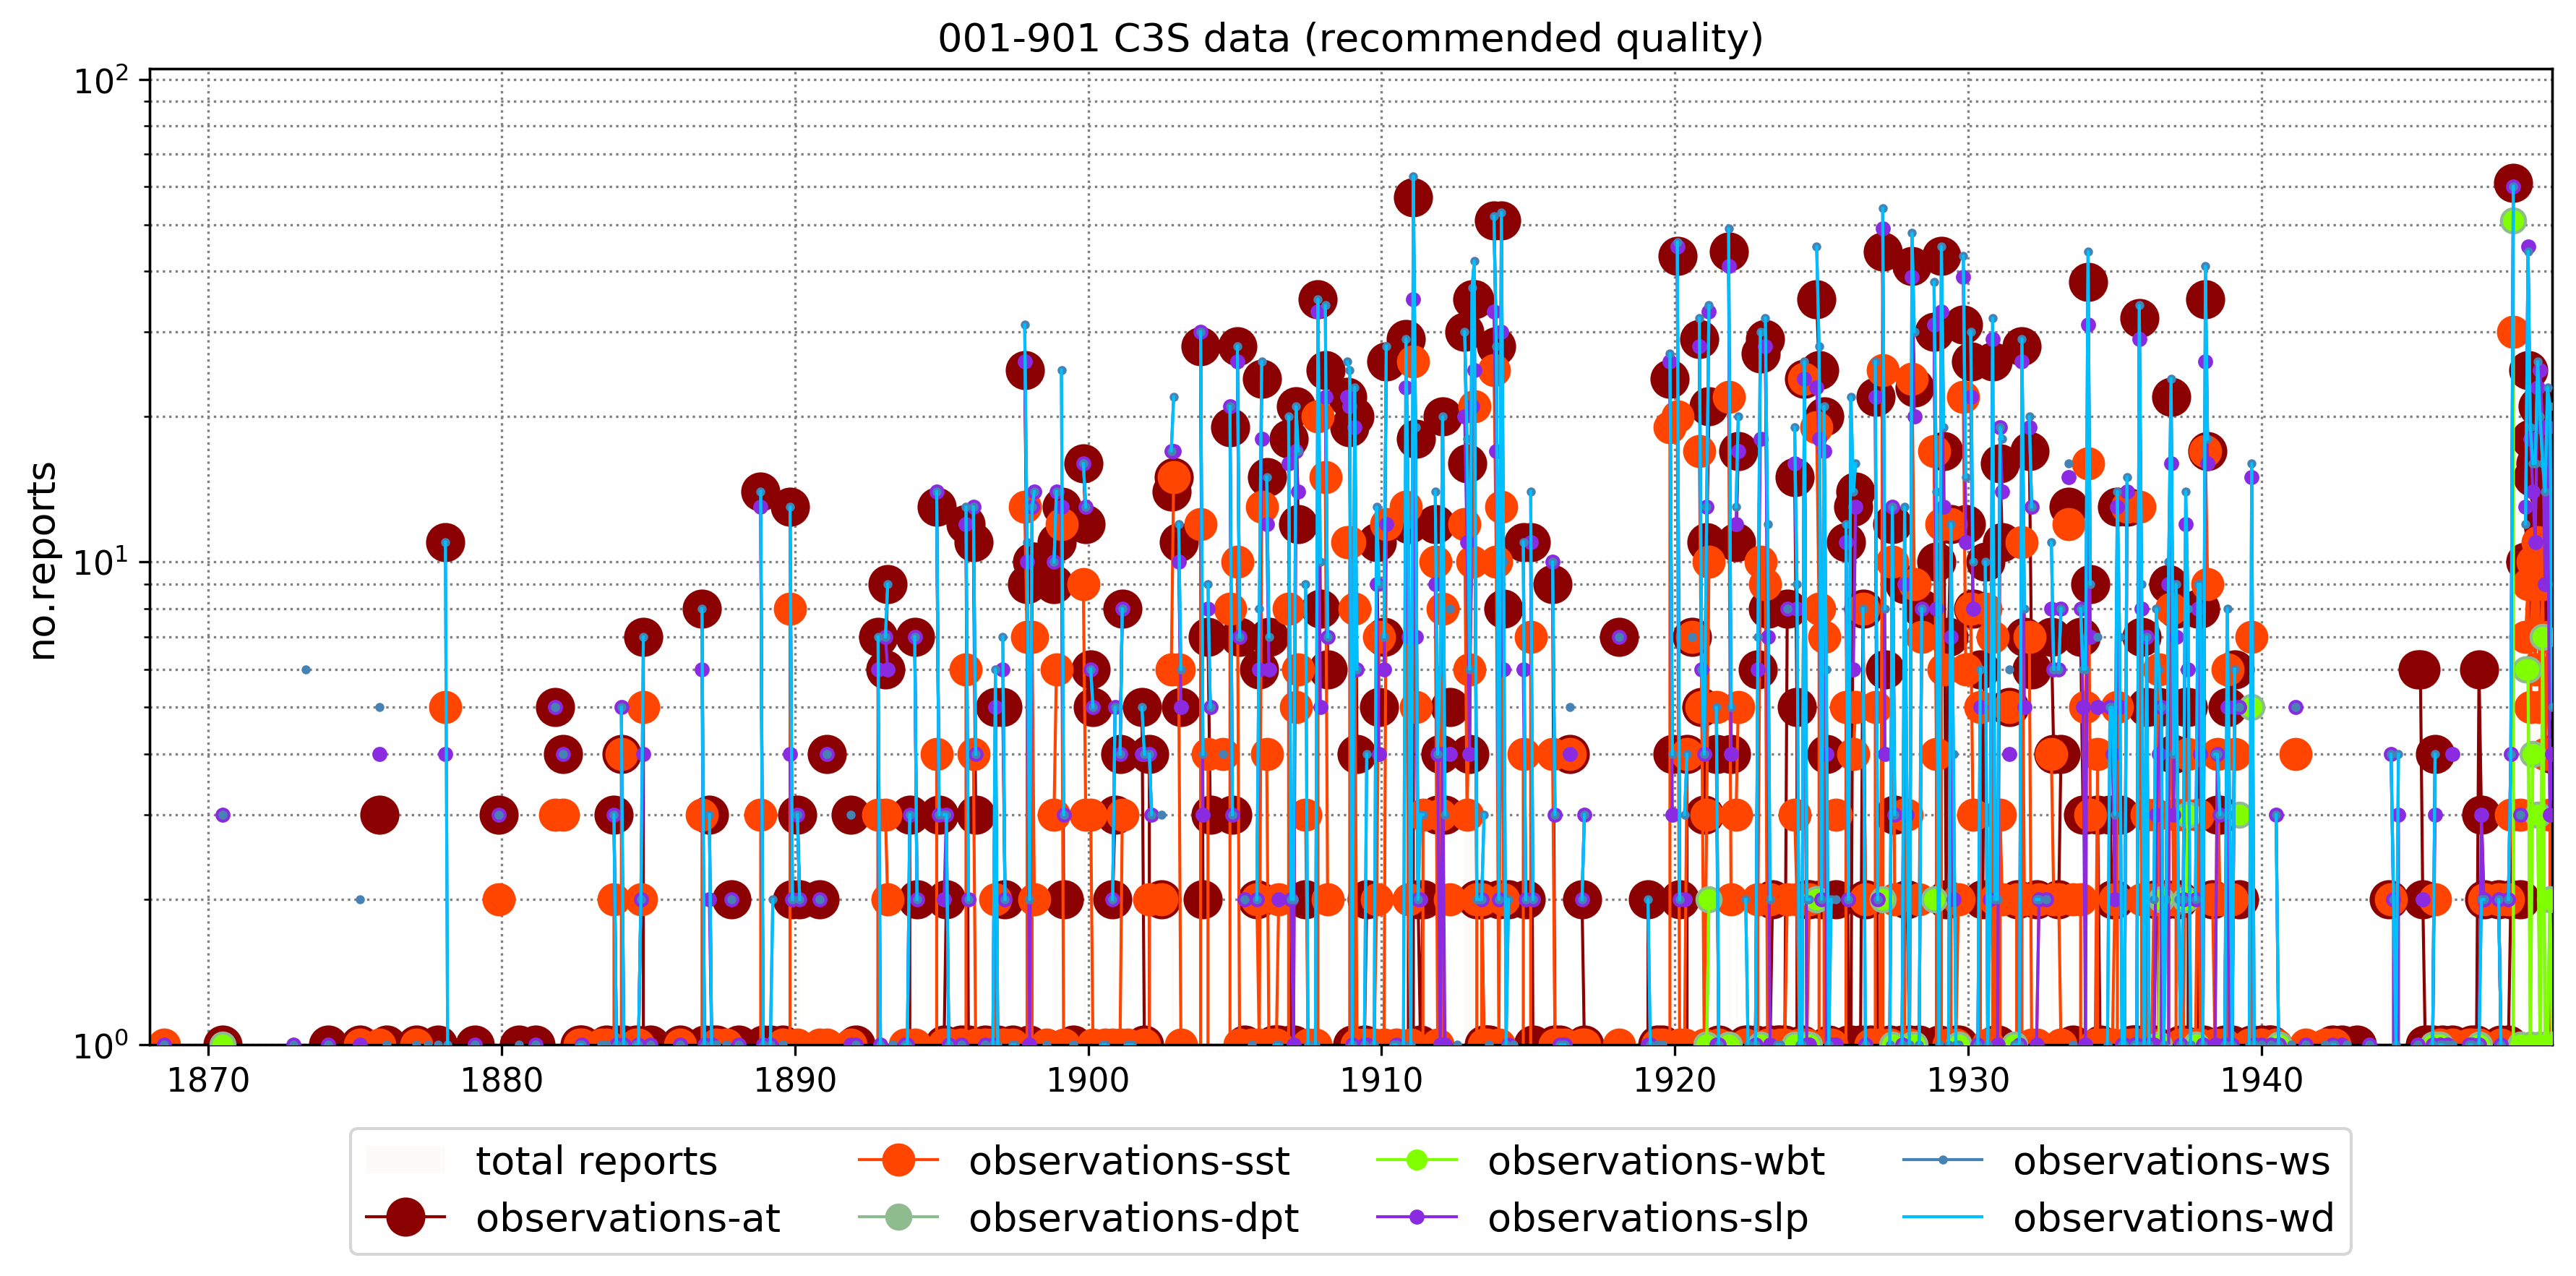 001-901 C3S data (recommended quality)
no.reports
10²
10¹
10⁰
1870 1880 1890 1900 1910 1920 1930 1940
total reports observations-sst observations-wbt observations-ws
observations-at observations-dpt observations-slp observations-wd